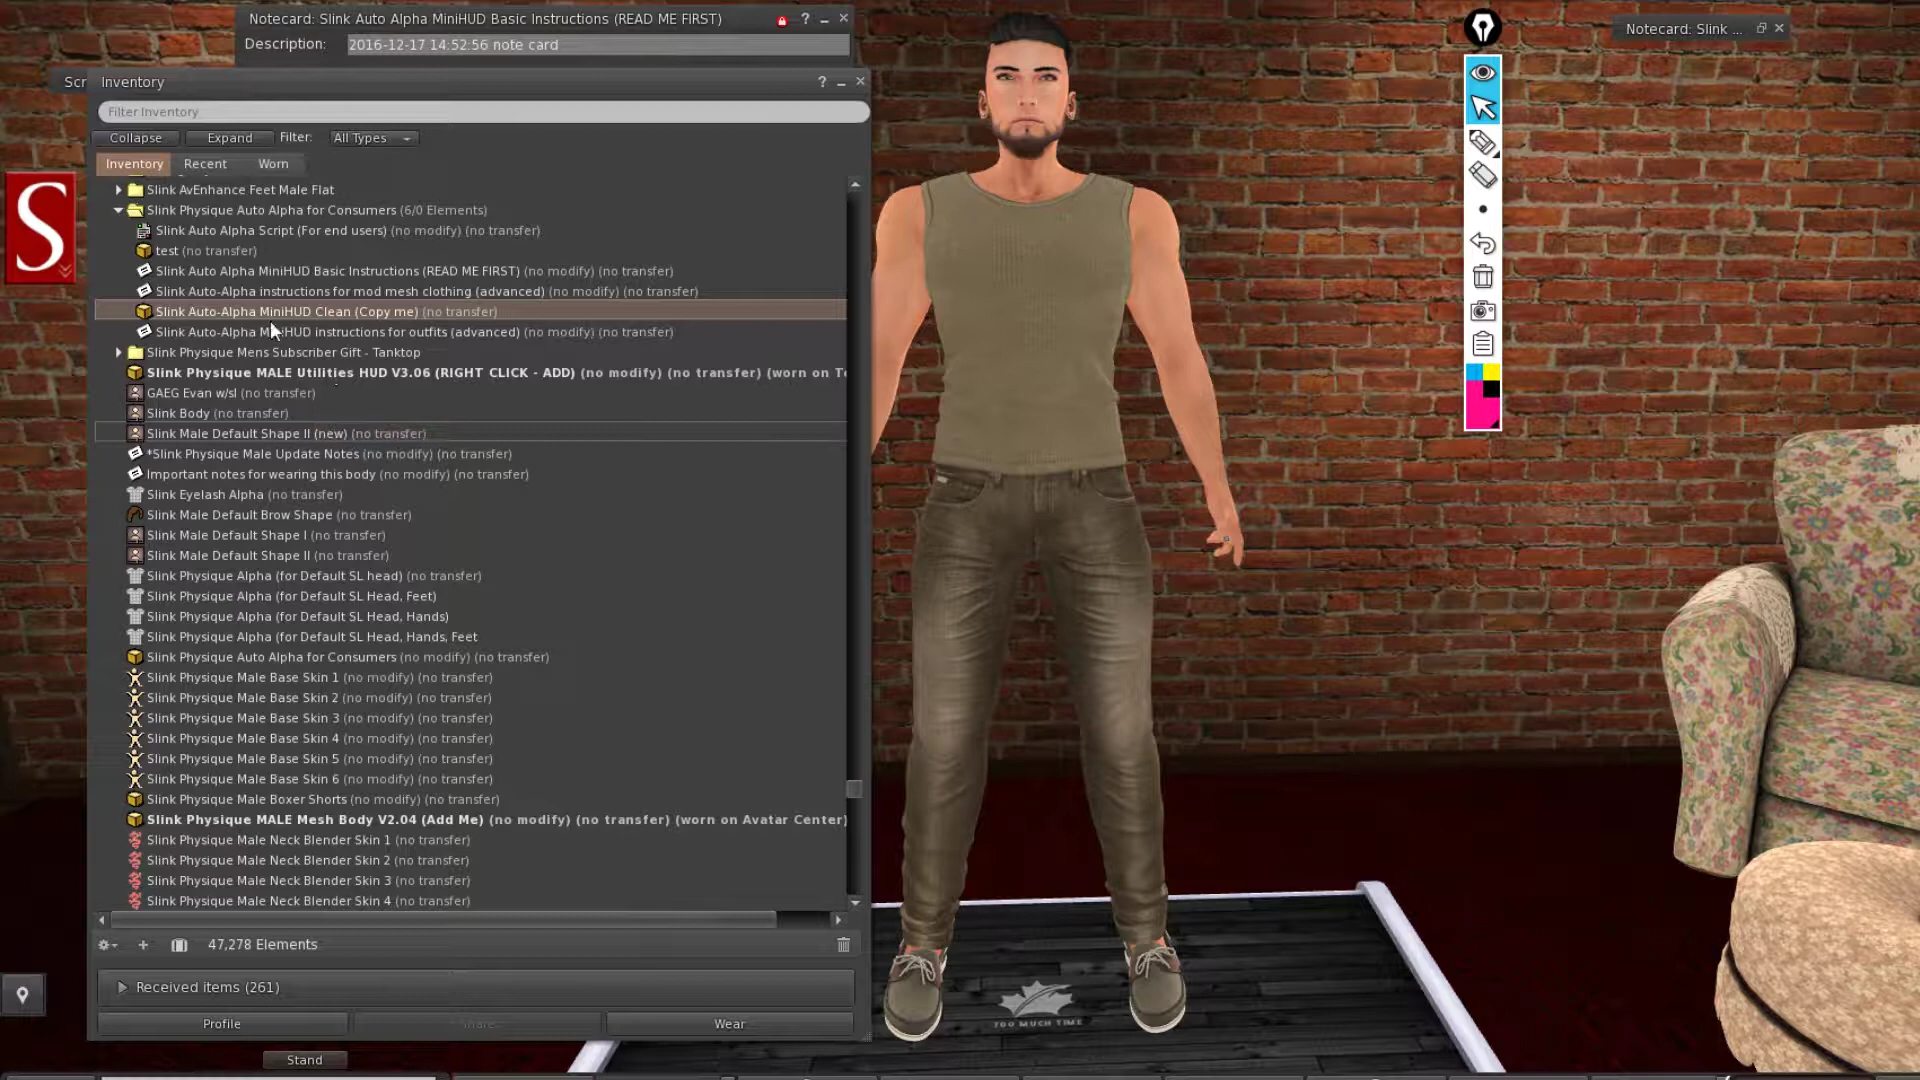 Notecard: Slink Auto Alpha MiniHUD Basic Instructions (READ ME FIRST)
Description: 2016-12-17 14:52:56 note card
Notecard: Slink ...
Scr
Inventory
Filter Inventory
Collapse Expand Filter: All Types
Inventory Recent Worn
Slink AvEnhance Feet Male Flat
Slink Physique Auto Alpha for Consumers (6/0 Elements)
Slink Auto Alpha Script (For end users) (no modify) (no transfer)
test (no transfer)
Slink Auto Alpha MiniHUD Basic Instructions (READ ME FIRST) (no modify) (no transfer)
Slink Auto-Alpha instructions for mod mesh clothing (advanced) (no modify) (no transfer)
Slink Auto-Alpha MiniHUD Clean (Copy me) (no transfer)
Slink Auto-Alpha MiniHUD instructions for outfits (advanced) (no modify) (no transfer)
Slink Physique Mens Subscriber Gift - Tanktop
Slink Physique MALE Utilities HUD V3.06 (RIGHT CLICK - ADD) (no modify) (no transfer) (worn on To
GAEG Evan w/sl (no transfer)
Slink Body (no transfer)
Slink Male Default Shape II (new) (no transfer)
*Slink Physique Male Update Notes (no modify) (no transfer)
Important notes for wearing this body (no modify) (no transfer)
Slink Eyelash Alpha (no transfer)
Slink Male Default Brow Shape (no transfer)
Slink Male Default Shape I (no transfer)
Slink Male Default Shape II (no transfer)
Slink Physique Alpha (for Default SL head) (no transfer)
Slink Physique Alpha (for Default SL Head, Feet)
Slink Physique Alpha (for Default SL Head, Hands)
Slink Physique Alpha (for Default SL Head, Hands, Feet
Slink Physique Auto Alpha for Consumers (no modify) (no transfer)
Slink Physique Male Base Skin 1 (no modify) (no transfer)
Slink Physique Male Base Skin 2 (no modify) (no transfer)
Slink Physique Male Base Skin 3 (no modify) (no transfer)
Slink Physique Male Base Skin 4 (no modify) (no transfer)
Slink Physique Male Base Skin 5 (no modify) (no transfer)
Slink Physique Male Base Skin 6 (no modify) (no transfer)
Slink Physique Male Boxer Shorts (no modify) (no transfer)
Slink Physique MALE Mesh Body V2.04 (Add Me) (no modify) (no transfer) (worn on Avatar Center)
Slink Physique Male Neck Blender Skin 1 (no transfer)
Slink Physique Male Neck Blender Skin 2 (no transfer)
Slink Physique Male Neck Blender Skin 3 (no transfer)
Slink Physique Male Neck Blender Skin 4 (no transfer)
47,278 Elements
Received items (261)
Profile Share Wear
Stand
S
TOO MUCH TIME